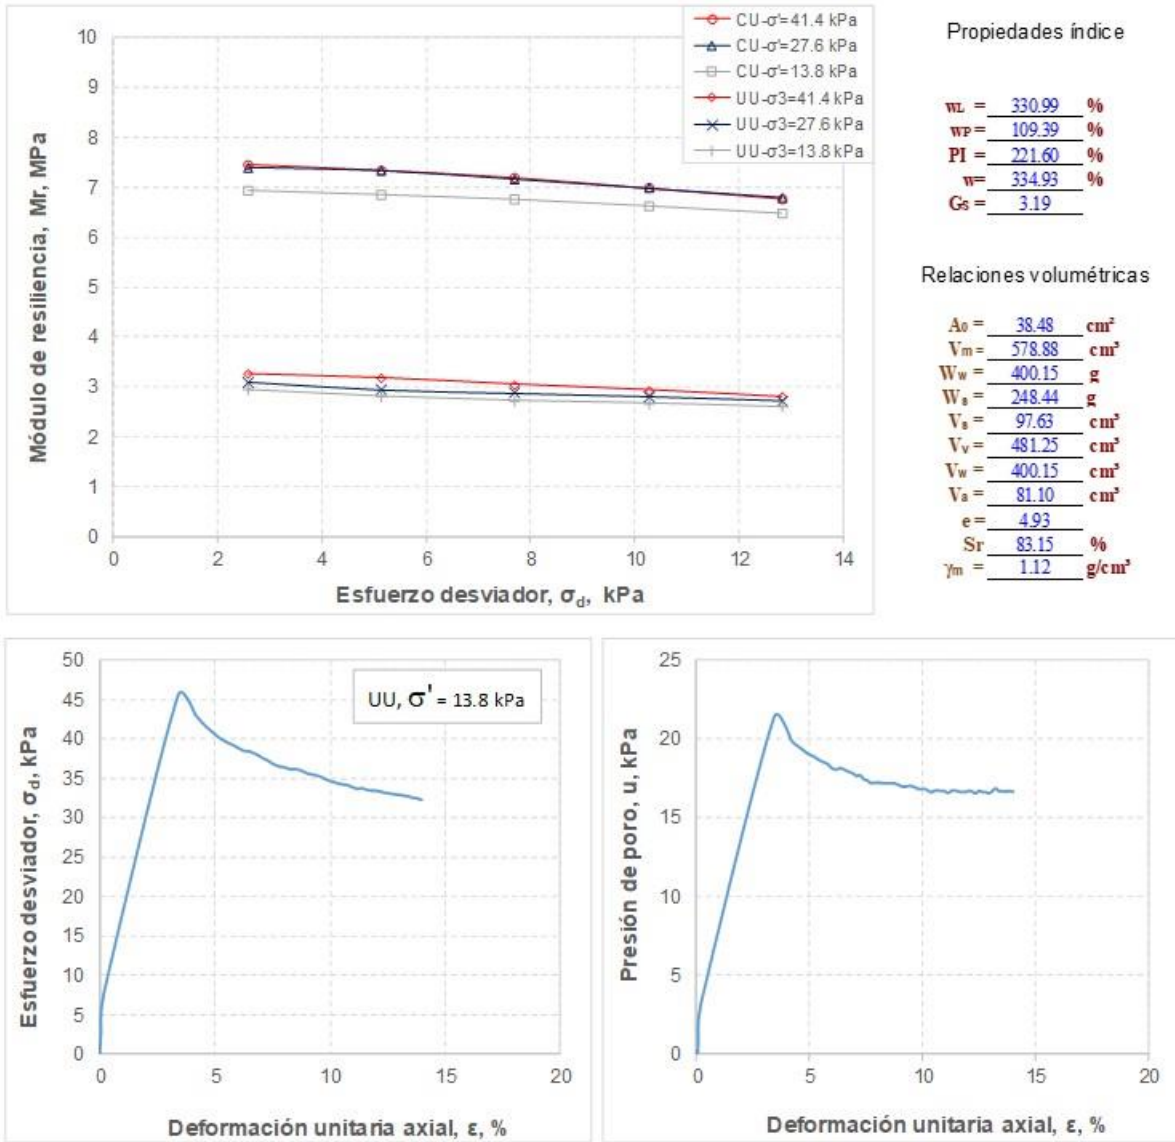 CU-σ'=41.4 kPa
CU-σ'=27.6 kPa
CU-σ'=13.8 kPa
UU-σ3=41.4 kPa
UU-σ3=27.6 kPa
UU-σ3=13.8 kPa
Módulo de resiliencia, Mr, MPa
10
9
8
7
6
5
4
3
2
1
0
0 2 4 6 8 10 12 14
Esfuerzo desviador, σd, kPa
Propiedades índice
wL = 330.99 %
wP = 109.39 %
PI = 221.60 %
w= 334.93 %
Gs = 3.19
Relaciones volumétricas
A0 = 38.48 cm²
Vm = 578.88 cm³
Ww = 400.15 g
Ws = 248.44 g
Vs = 97.63 cm³
Vv = 481.25 cm³
Vw = 400.15 cm³
Va = 81.10 cm³
e = 4.93
Sr 83.15 %
γm = 1.12 g/cm³
Esfuerzo desviador, σd, kPa
50
45
40
35
30
25
20
15
10
5
0
UU, σ' = 13.8 kPa
0 5 10 15 20
Deformación unitaria axial, ε, %
Presión de poro, u, kPa
25
20
15
10
5
0
0 5 10 15 20
Deformación unitaria axial, ε, %